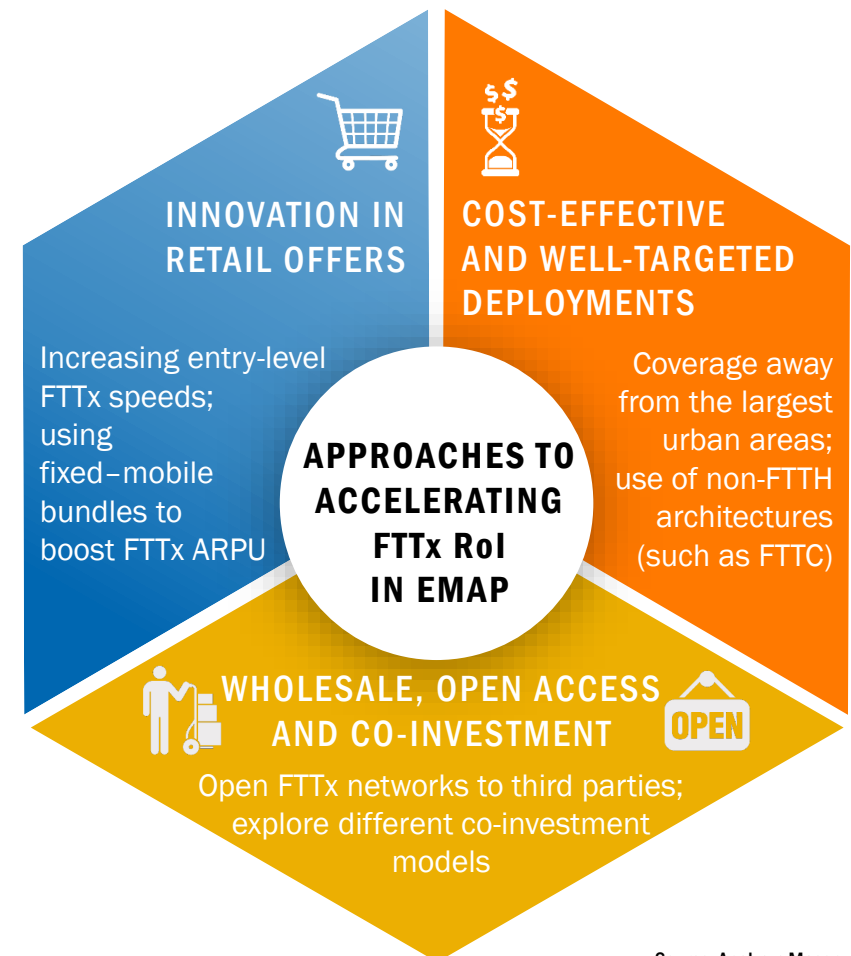 INNOVATION IN
RETAIL OFFERS
Increasing entry-level
FTTx speeds;
using
fixed–mobile
bundles to
boost FTTx ARPU
$ $
$
COST-EFFECTIVE
AND WELL-TARGETED
DEPLOYMENTS
Coverage away
from the largest
urban areas;
use of non-FTTH
architectures
(such as FTTC)
APPROACHES TO
ACCELERATING
FTTx RoI
IN EMAP
WHOLESALE, OPEN ACCESS
AND CO-INVESTMENT
OPEN
Open FTTx networks to third parties;
explore different co-investment
models